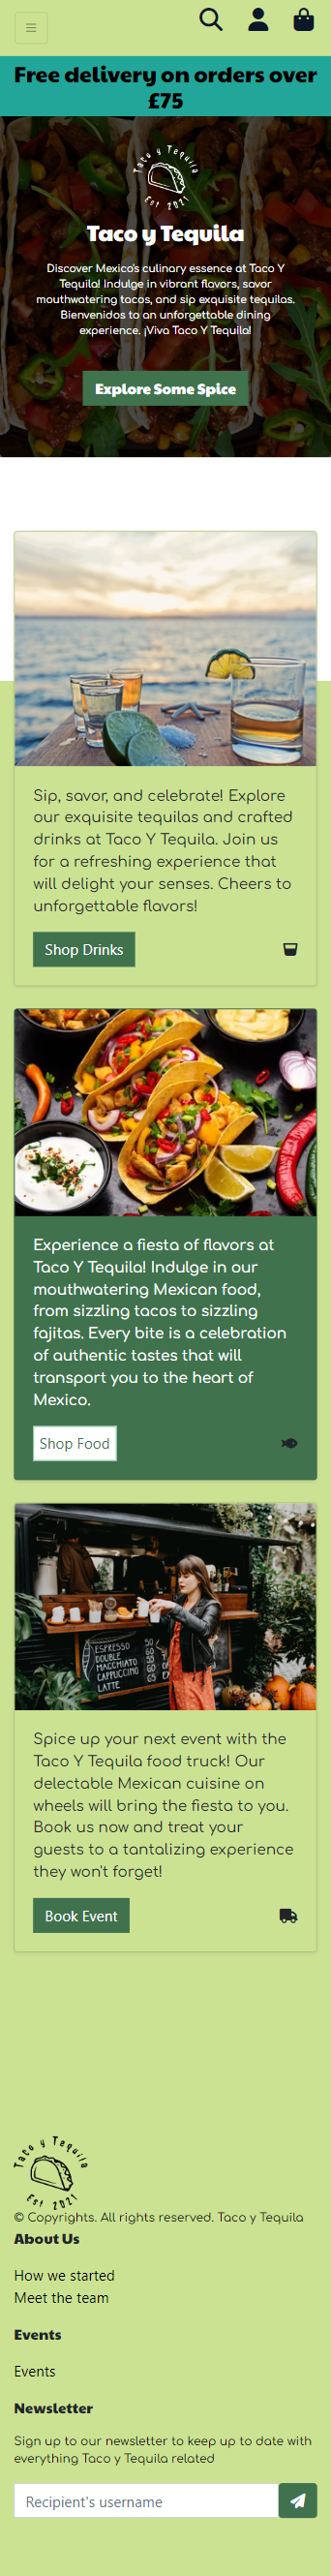 Free delivery on orders over
£75
Taco y Tequila
Est 2021
Taco y Tequila
Discover Mexico's culinary essence at Taco Y
Tequila! Indulge in vibrant flavors, savor
mouthwatering tacos, and sip exquisite tequilas.
Bienvenidos to an unforgettable dining
experience. ¡Viva Taco Y Tequila!
Explore Some Spice
Sip, savor, and celebrate! Explore
our exquisite tequilas and crafted
drinks at Taco Y Tequila. Join us
for a refreshing experience that
will delight your senses. Cheers to
unforgettable flavors!
Shop Drinks
Experience a fiesta of flavors at
Taco Y Tequila! Indulge in our
mouthwatering Mexican food,
from sizzling tacos to sizzling
fajitas. Every bite is a celebration
of authentic tastes that will
transport you to the heart of
Mexico.
Shop Food
ESPRESSO
DOUBLE
MACCHIATO
CAPPUCCINO
LATTE
Spice up your next event with the
Taco Y Tequila food truck! Our
delectable Mexican cuisine on
wheels will bring the fiesta to you.
Book us now and treat your
guests to a tantalizing experience
they won't forget!
Book Event
Taco y Tequila
Est 2021
© Copyrights. All rights reserved. Taco y Tequila
About Us
How we started
Meet the team
Events
Events
Newsletter
Sign up to our newsletter to keep up to date with
everything Taco y Tequila related
Recipient's username